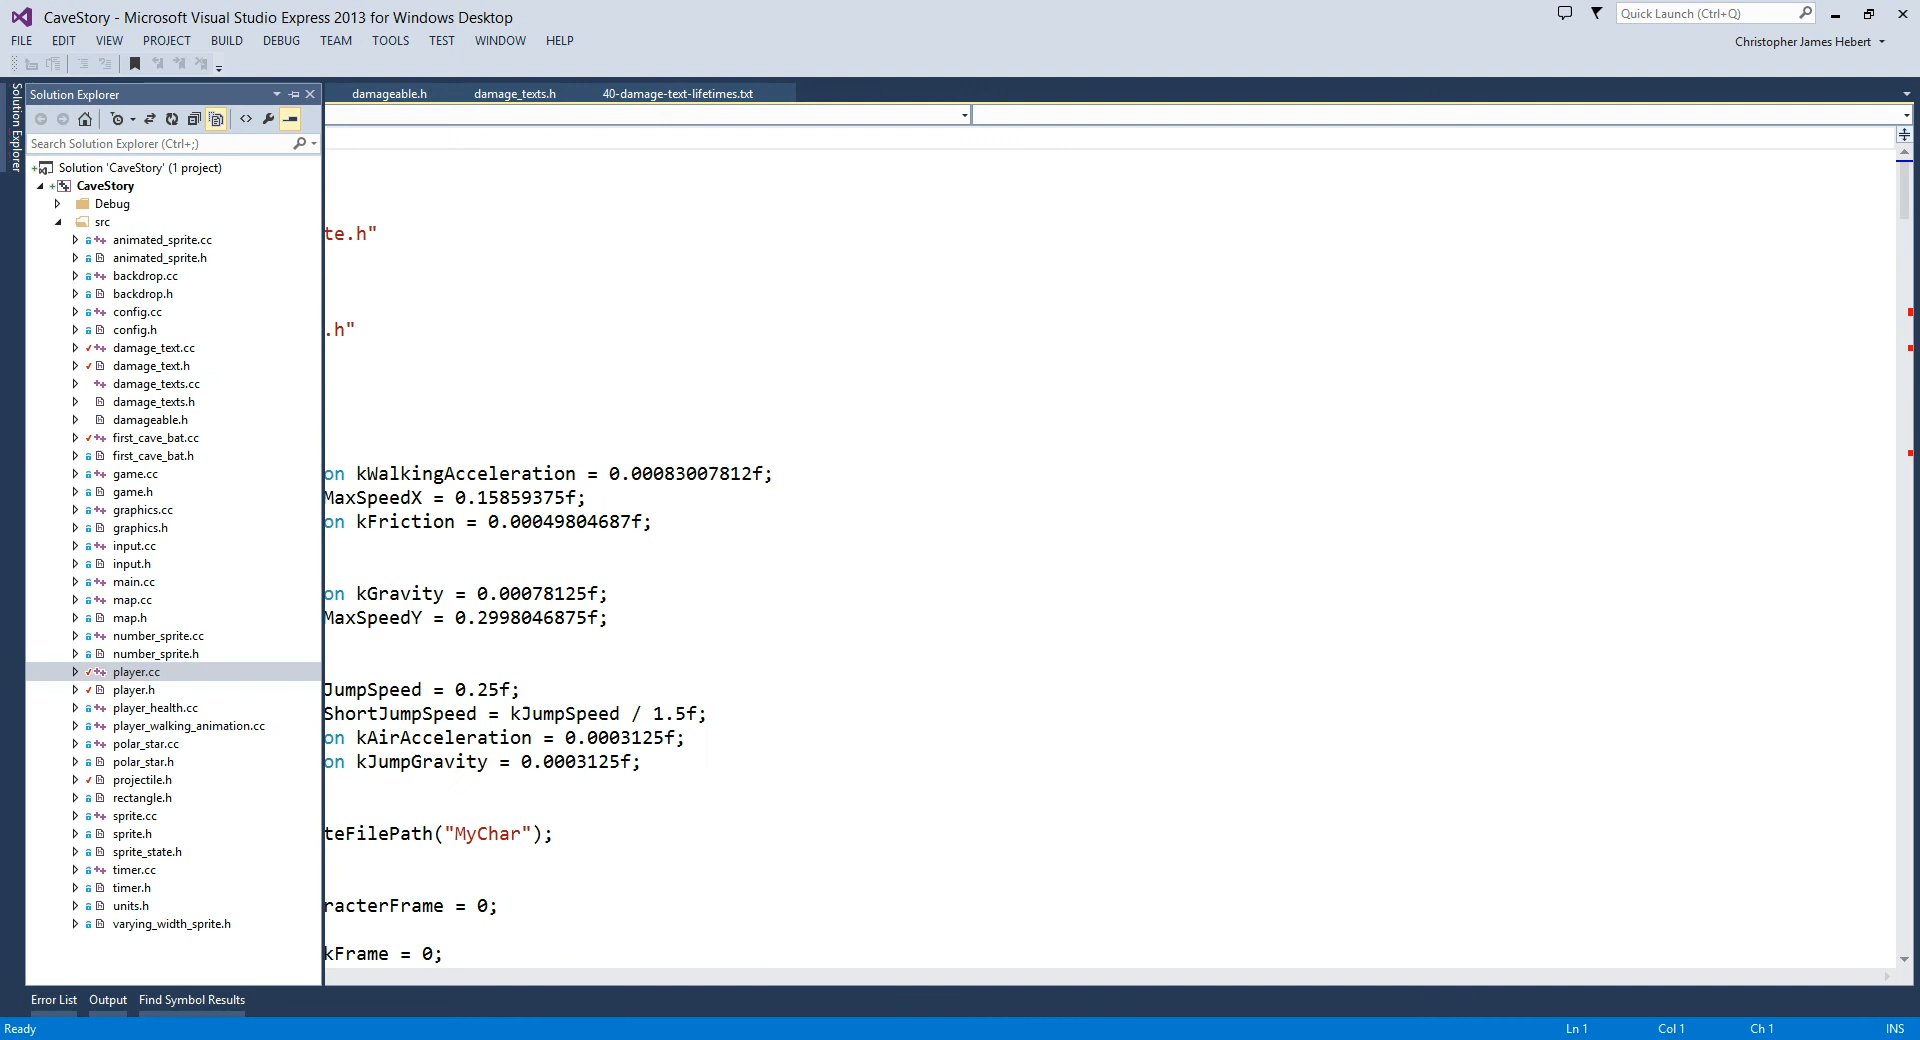 CaveStory - Microsoft Visual Studio Express 2013 for Windows Desktop
Quick Launch (Ctrl+Q)
FILE EDIT VIEW PROJECT BUILD DEBUG TEAM TOOLS TEST WINDOW HELP
Christopher James Hebert
Solution Explorer
Solution Explorer
damageable.h damage_texts.h 40-damage-text-lifetimes.txt
Search Solution Explorer (Ctrl+;)
Solution 'CaveStory' (1 project)
CaveStory
Debug
src
animated_sprite.cc
animated_sprite.h
backdrop.cc
backdrop.h
config.cc
config.h
damage_text.cc
damage_text.h
damage_texts.cc
damage_texts.h
damageable.h
first_cave_bat.cc
first_cave_bat.h
game.cc
game.h
graphics.cc
graphics.h
input.cc
input.h
main.cc
map.cc
map.h
number_sprite.cc
number_sprite.h
player.cc
player.h
player_health.cc
player_walking_animation.cc
polar_star.cc
polar_star.h
projectile.h
rectangle.h
sprite.cc
sprite.h
sprite_state.h
timer.cc
timer.h
units.h
varying_width_sprite.h
te.h"
.h"
on kWalkingAcceleration = 0.00083007812f;
MaxSpeedX = 0.15859375f;
on kFriction = 0.00049804687f;
on kGravity = 0.00078125f;
MaxSpeedY = 0.2998046875f;
JumpSpeed = 0.25f;
ShortJumpSpeed = kJumpSpeed / 1.5f;
on kAirAcceleration = 0.0003125f;
on kJumpGravity = 0.0003125f;
teFilePath("MyChar");
racterFrame = 0;
kFrame = 0;
Error List Output Find Symbol Results
Ready Ln 1 Col 1 Ch 1 INS